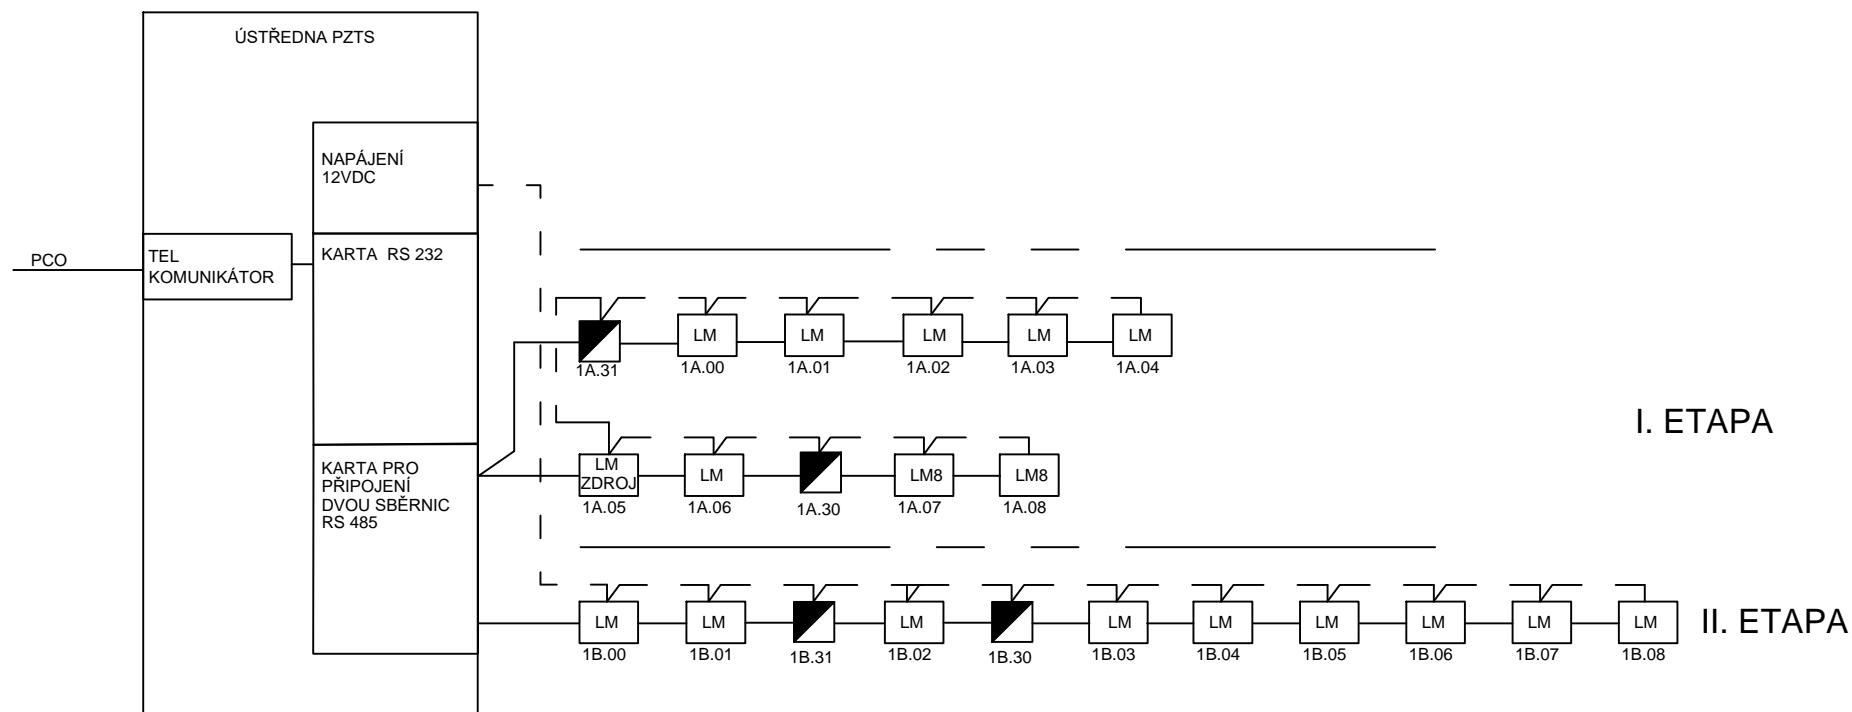 ÚSTŘEDNA PZTS
NAPÁJENÍ
12VDC
PCO
TEL
KOMUNIKÁTOR
KARTA RS 232
LM
LM
LM
LM
LM
1A.31
1A.00
1A.01
1A.02
1A.03
1A.04
I. ETAPA
KARTA PRO
PŘIPOJENÍ
DVOU SBĚRNIC
RS 485
LM
ZDROJ
LM
LM8
LM8
1A.05
1A.06
1A.30
1A.07
1A.08
LM
LM
LM
LM
LM
LM
LM
LM
LM
II. ETAPA
1B.00
1B.01
1B.31
1B.02
1B.30
1B.03
1B.04
1B.05
1B.06
1B.07
1B.08